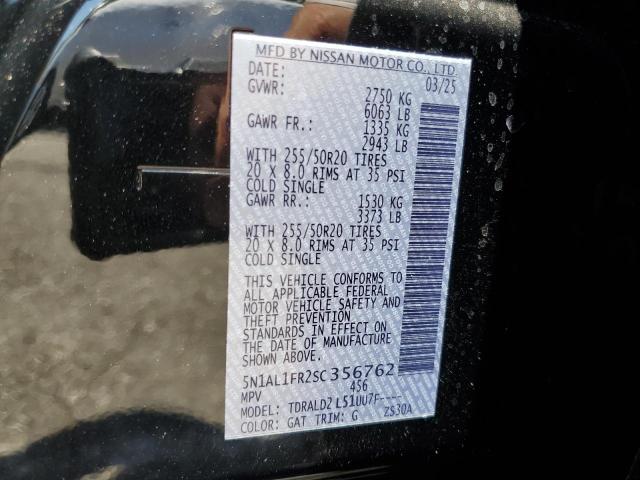 MFD BY NISSAN MOTOR CO., LTD.
DATE: 03/25
GVWR: 2750 KG
6063 LB
GAWR FR.: 1335 KG
2943 LB
WITH 255/50R20 TIRES
20 X 8.0 RIMS AT 35 PSI
COLD SINGLE
GAWR RR.: 1530 KG
3373 LB
WITH 255/50R20 TIRES
20 X 8.0 RIMS AT 35 PSI
COLD SINGLE
THIS VEHICLE CONFORMS TO
ALL APPLICABLE FEDERAL
MOTOR VEHICLE SAFETY AND
THEFT PREVENTION
STANDARDS IN EFFECT ON
THE DATE OF MANUFACTURE
SHOWN ABOVE.
5N1AL1FR2SC356762
MPV 456
MODEL: TDRALD2 L51UU7F----
COLOR: GAT TRIM: G ZS30A